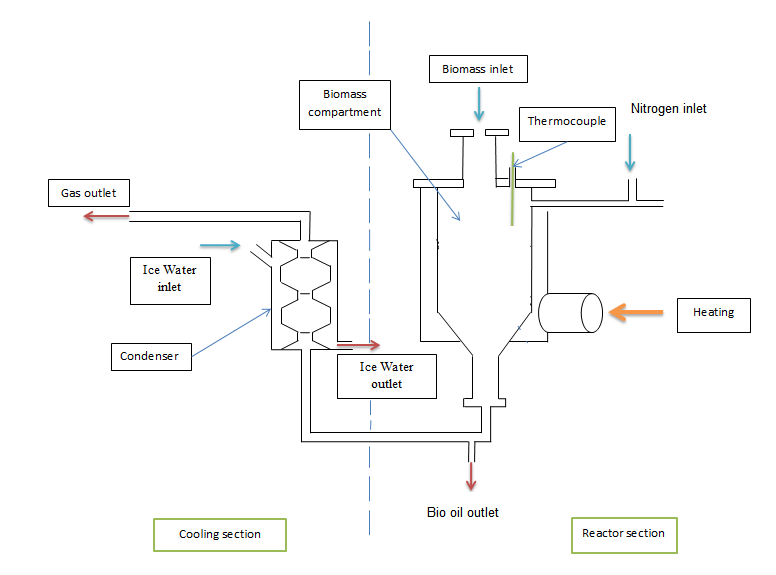 Biomass inlet
Biomass
compartment
Nitrogen inlet
Thermocouple
Gas outlet
Ice Water
inlet
Heating
Condenser
Ice Water
outlet
Bio oil outlet
Cooling section
Reactor section